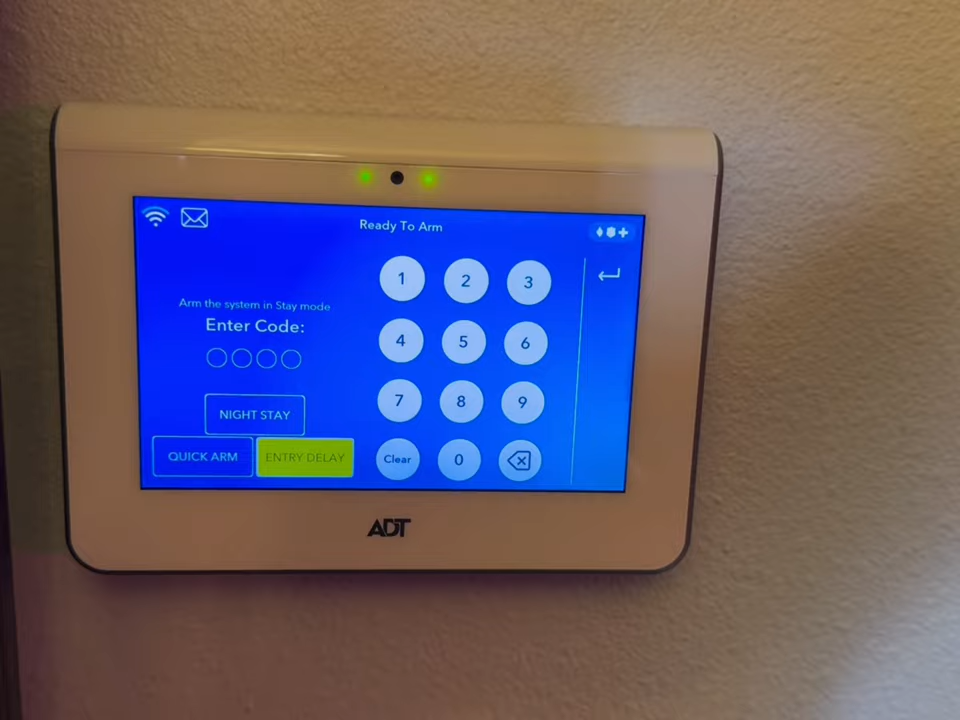 Ready To Arm
Arm the system in Stay mode
Enter Code:
NIGHT STAY
QUICK ARM
ENTRY DELAY
1 2 3
4 5 6
7 8 9
Clear 0
ADT